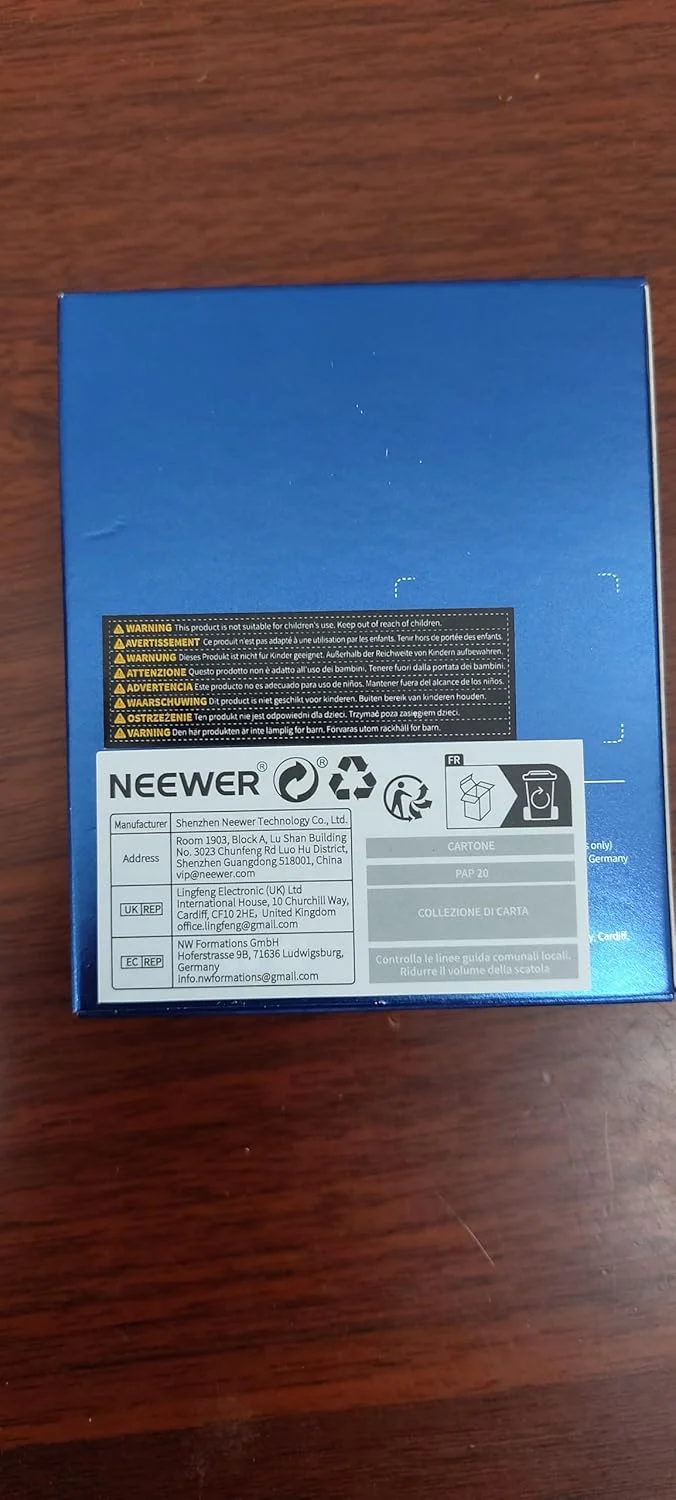 WARNING This product is not suitable for children's use. Keep out of reach of children.
AVERTISSEMENT Ce produit n'est pas adapté à une utilisation par les enfants. Tenir hors de portée des enfants.
WARNUNG Dieses Produkt ist nicht für Kinder geeignet. Außerhalb der Reichweite von Kindern aufbewahren.
ATTENZIONE Questo prodotto non è adatto all'uso dei bambini. Tenere fuori dalla portata dei bambini
ADVERTENCIA Este producto no es adecuado para uso de niños. Mantener fuera del alcance de los niños.
WAARSCHUWING Dit product is niet geschikt voor kinderen. Buiten bereik van kinderen houden.
OSTRZEŻENIE Ten produkt nie jest odpowiedni dla dzieci. Trzymać poza zasięgiem dzieci.
VARNING Den här produkten är inte lämplig för barn. Förvaras utom räckhåll för barn.
NEEWER®
®
FR
Manufacturer Shenzhen Neewer Technology Co., Ltd.
Address
Room 1903, Block A, Lu Shan Building
No. 3023 Chunfeng Rd Luo Hu District,
Shenzhen Guangdong 518001, China
vip@neewer.com
UK REP
Lingfeng Electronic (UK) Ltd
International House, 10 Churchill Way,
Cardiff, CF10 2HE, United Kingdom
office.lingfeng@gmail.com
EC REP
NW Formations GmbH
Hoferstrasse 9B, 71636 Ludwigsburg,
Germany
info.nwformations@gmail.com
CARTONE
PAP 20
COLLEZIONE DI CARTA
Controlla le linee guida comunali locali.
Ridurre il volume della scatola
only)
Germany
Cardiff,